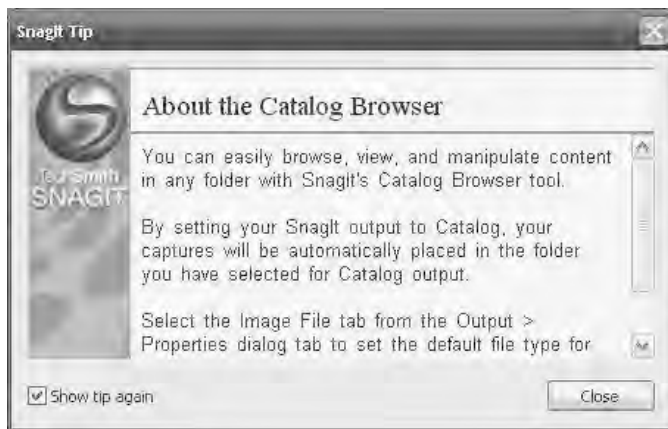 SnagIt Tip
SNAGIT
About the Catalog Browser
You can easily browse, view, and manipulate content
in any folder with SnagIt's Catalog Browser tool.
By setting your SnagIt output to Catalog, your
captures will be automatically placed in the folder
you have selected for Catalog output.
Select the Image File tab from the Output >
Properties dialog tab to set the default file type for
Show tip again
Close